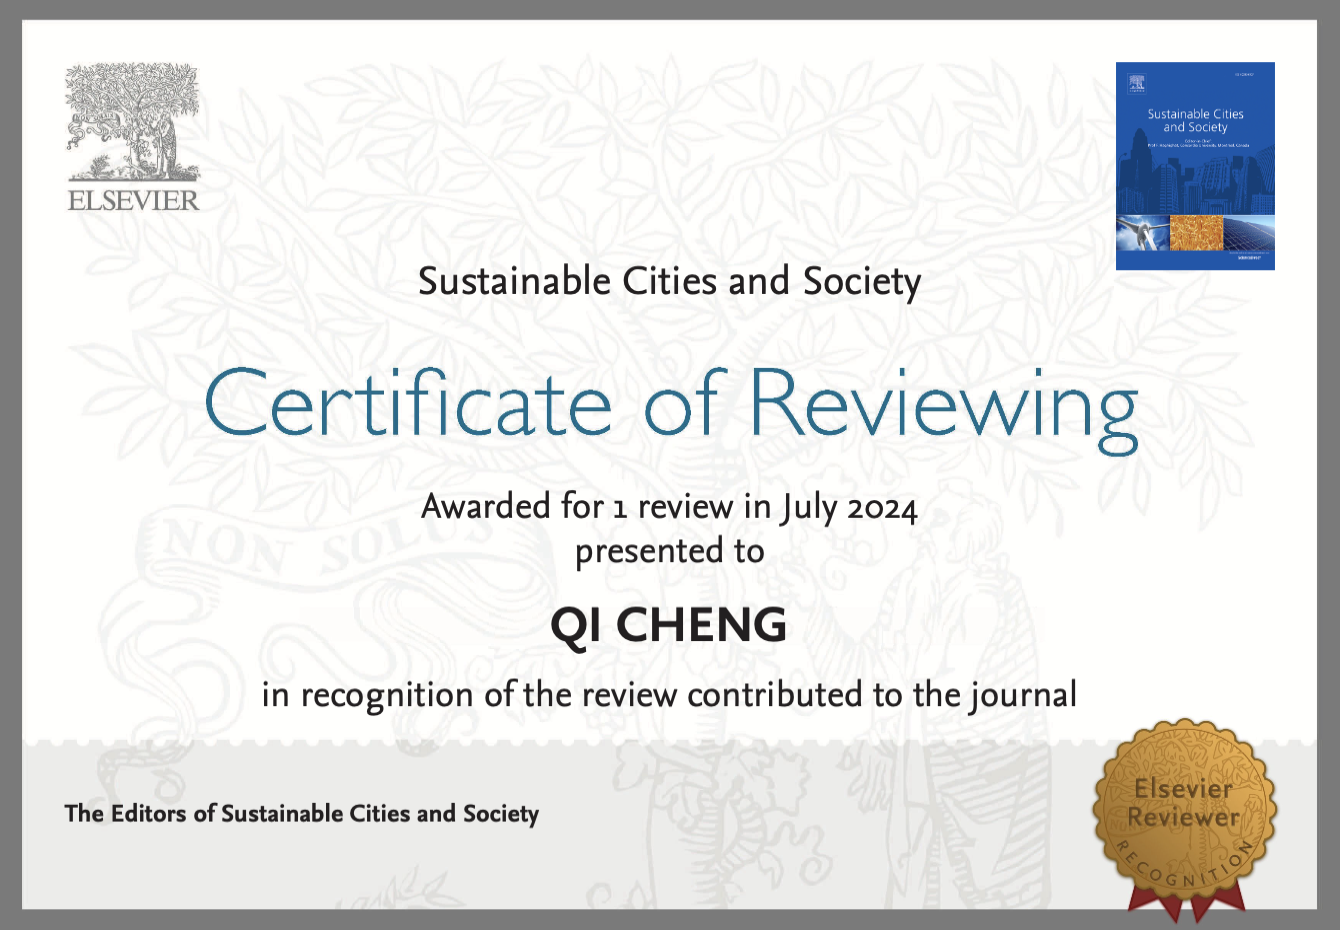 ELSEVIER
Sustainable Cities
and Society
Sustainable Cities and Society
Certificate of Reviewing
Awarded for 1 review in July 2024
presented to
NON SOLUS
QI CHENG
in recognition of the review contributed to the journal
The Editors of Sustainable Cities and Society
Elsevier
Reviewer
RECOGNITION